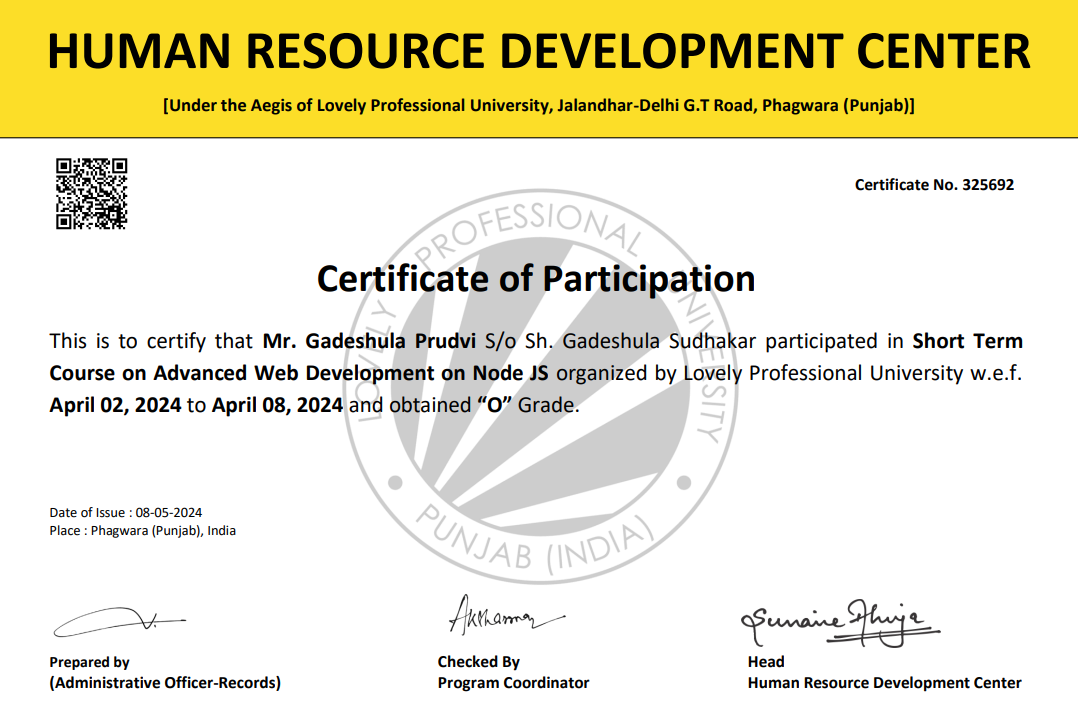 HUMAN RESOURCE DEVELOPMENT CENTER
[Under the Aegis of Lovely Professional University, Jalandhar-Delhi G.T Road, Phagwara (Punjab)]
Certificate No. 325692
LOVELY PROFESSIONAL UNIVERSITY
PUNJAB (INDIA)
Certificate of Participation
This is to certify that Mr. Gadeshula Prudvi S/o Sh. Gadeshula Sudhakar participated in Short Term
Course on Advanced Web Development on Node JS organized by Lovely Professional University w.e.f.
April 02, 2024 to April 08, 2024 and obtained “O” Grade.
Date of Issue : 08-05-2024
Place : Phagwara (Punjab), India
Prepared by
(Administrative Officer-Records)
Checked By
Program Coordinator
Head
Human Resource Development Center